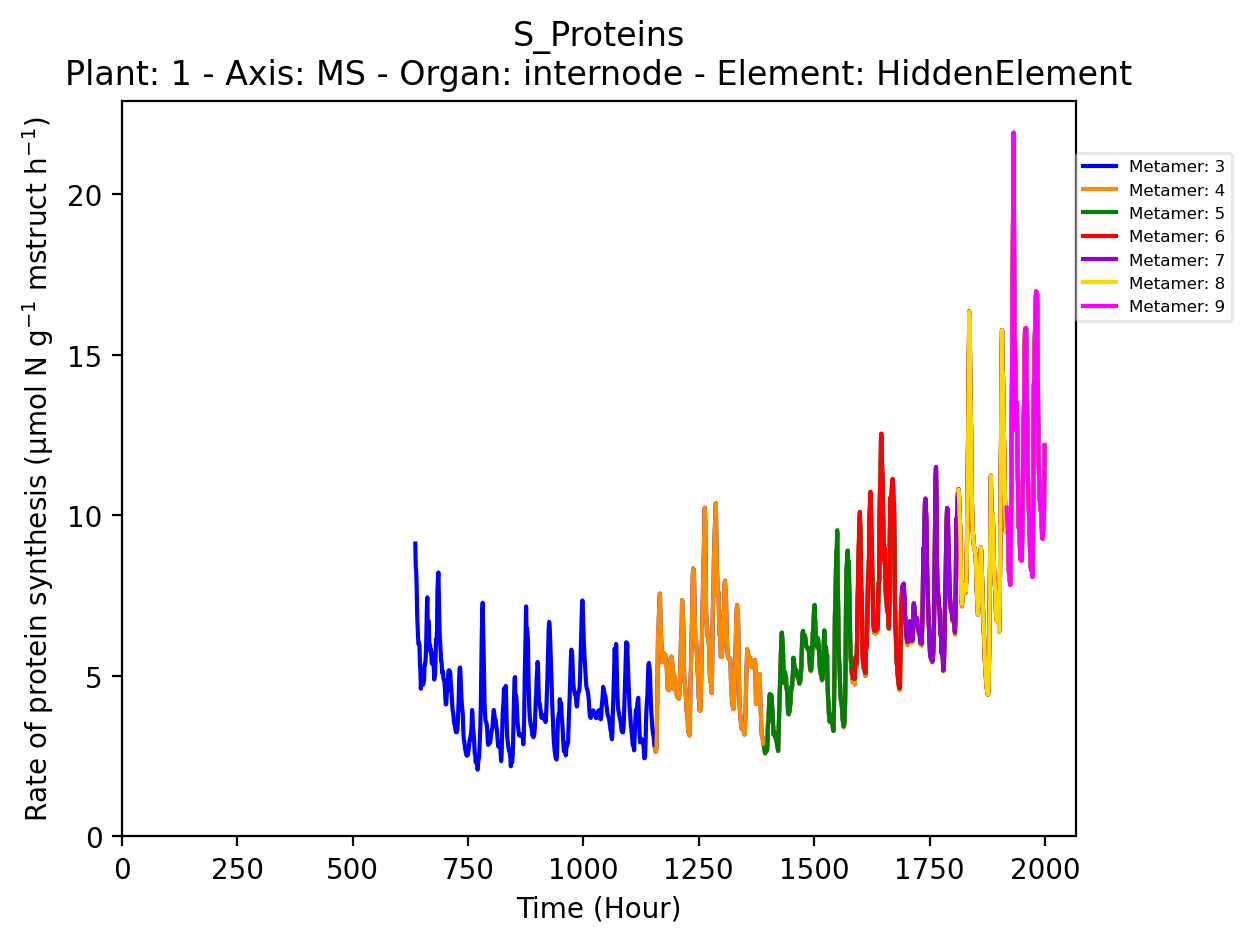 S_Proteins
Plant: 1 - Axis: MS - Organ: internode - Element: HiddenElement
Rate of protein synthesis (µmol N g⁻¹ mstruct h⁻¹)
20
15
10
5
0
0 250 500 750 1000 1250 1500 1750 2000
Time (Hour)
Metamer: 3
Metamer: 4
Metamer: 5
Metamer: 6
Metamer: 7
Metamer: 8
Metamer: 9